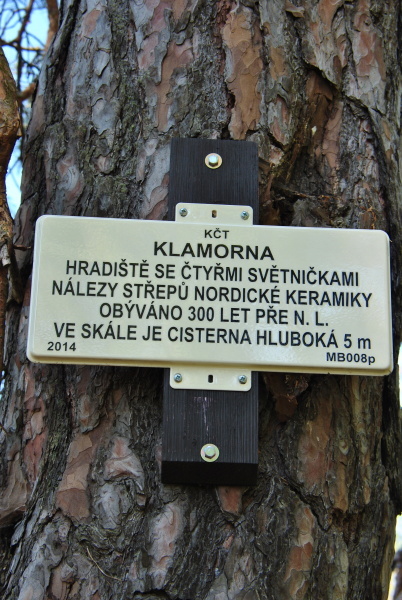 KČT
KLAMORNA
HRADIŠTĚ SE ČTYŘMI SVĚTNIČKAMI
NÁLEZY STŘEPŮ NORDICKÉ KERAMIKY
OBÝVÁNO 300 LET PŘE N. L.
VE SKÁLE JE CISTERNA HLUBOKÁ 5 m
2014 MB008p